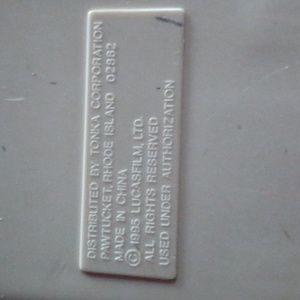 DISTRIBUTED BY TONKA CORPORATION
PAWTUCKET, RHODE ISLAND 02862
MADE IN CHINA
© 1995 LUCASFILM, LTD.
ALL RIGHTS RESERVED
USED UNDER AUTHORIZATION